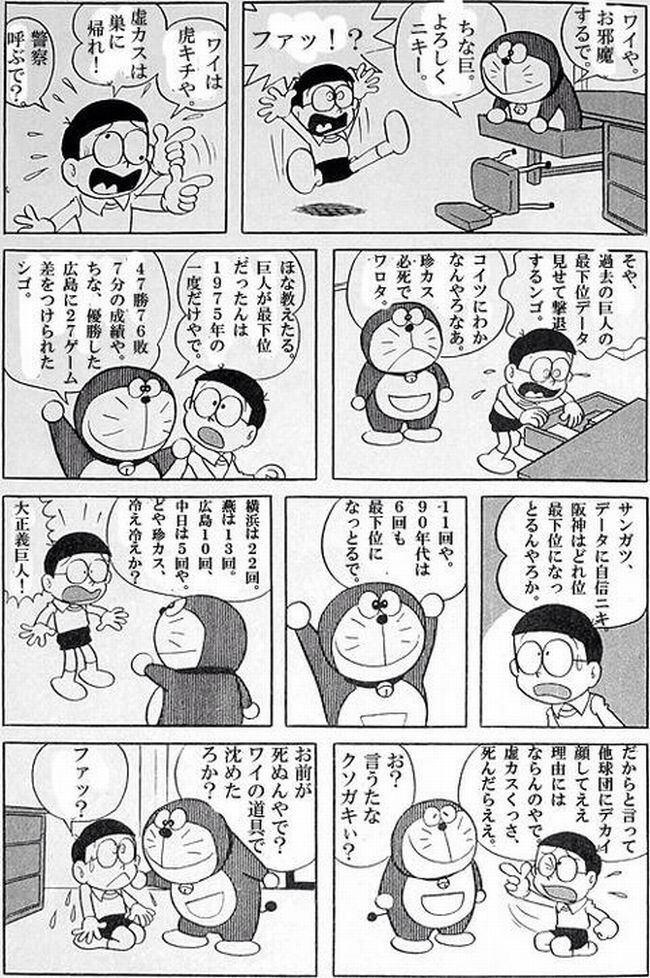 ワイや。
お邪魔
するで。
ちな巨。
よろしく
ニキー。
ファッ！？
ワイは
虎キチや。
虚カスは
巣に
帰れ！
警察
呼ぶで？
そや、
過去の巨人の
最下位データ
見せて撃退
するンゴ。
コイツにわか
なんやろなあ。
珍カス
必死で
ワロタ。
ほな教えたる。
巨人が最下位
だったんは
1975年の
一度だけやで。
47勝76敗
7分の成績や。
ちな、優勝した
広島に27ゲーム
差をつけられた
ンゴ。
サンガツ、
データに自信ニキ、
阪神はどれ位
最下位になっ
とるんやろか。
11回や。
90年代は
6回も
最下位に
なっとるで。
横浜は22回。
燕は13回。
広島10回、
中日は5回や。
どや珍カス、
冷え冷えか？
大正義巨人！
だからと言って
他球団にデカイ
顔してええ
理由には
ならんのやで
虚カスくっさ、
死んだらええ。
お？
言うたな
クソガキぃ？
お前が
死ぬんやで？
ワイの道具で
沈めた
ろか？
ファッ？